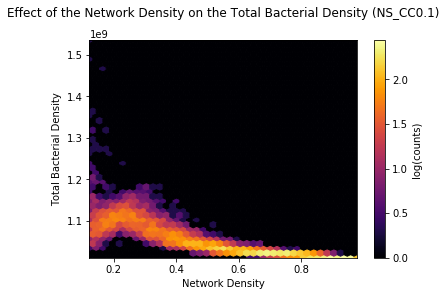 Effect of the Network Density on the Total Bacterial Density (NS_CC0.1)
1e9
1.5
1.4
1.3
1.2
1.1
Total Bacterial Density
0.2 0.4 0.6 0.8
Network Density
2.0
1.5
1.0
0.5
0.0
log(counts)